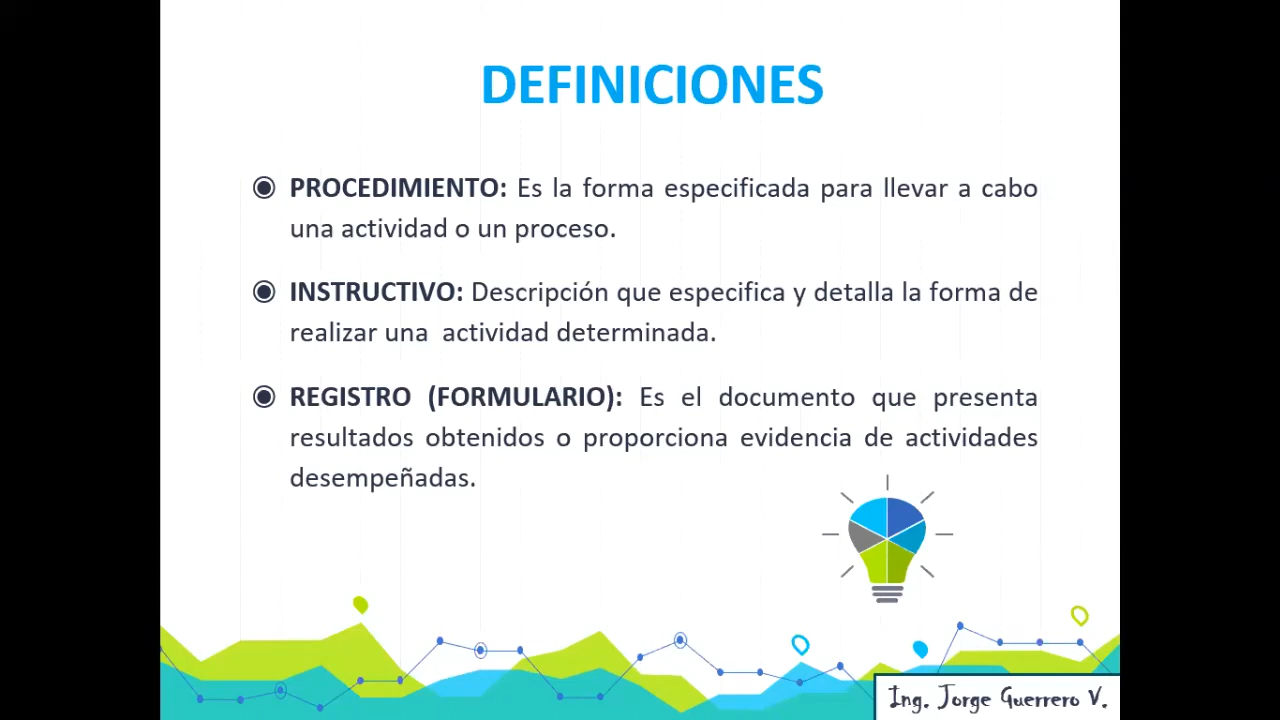 DEFINICIONES
PROCEDIMIENTO: Es la forma especificada para llevar a cabo
una actividad o un proceso.
INSTRUCTIVO: Descripción que especifica y detalla la forma de
realizar una  actividad determinada.
REGISTRO (FORMULARIO): Es el documento que presenta
resultados obtenidos o proporciona evidencia de actividades
desempeñadas.
Ing. Jorge Guerrero V.